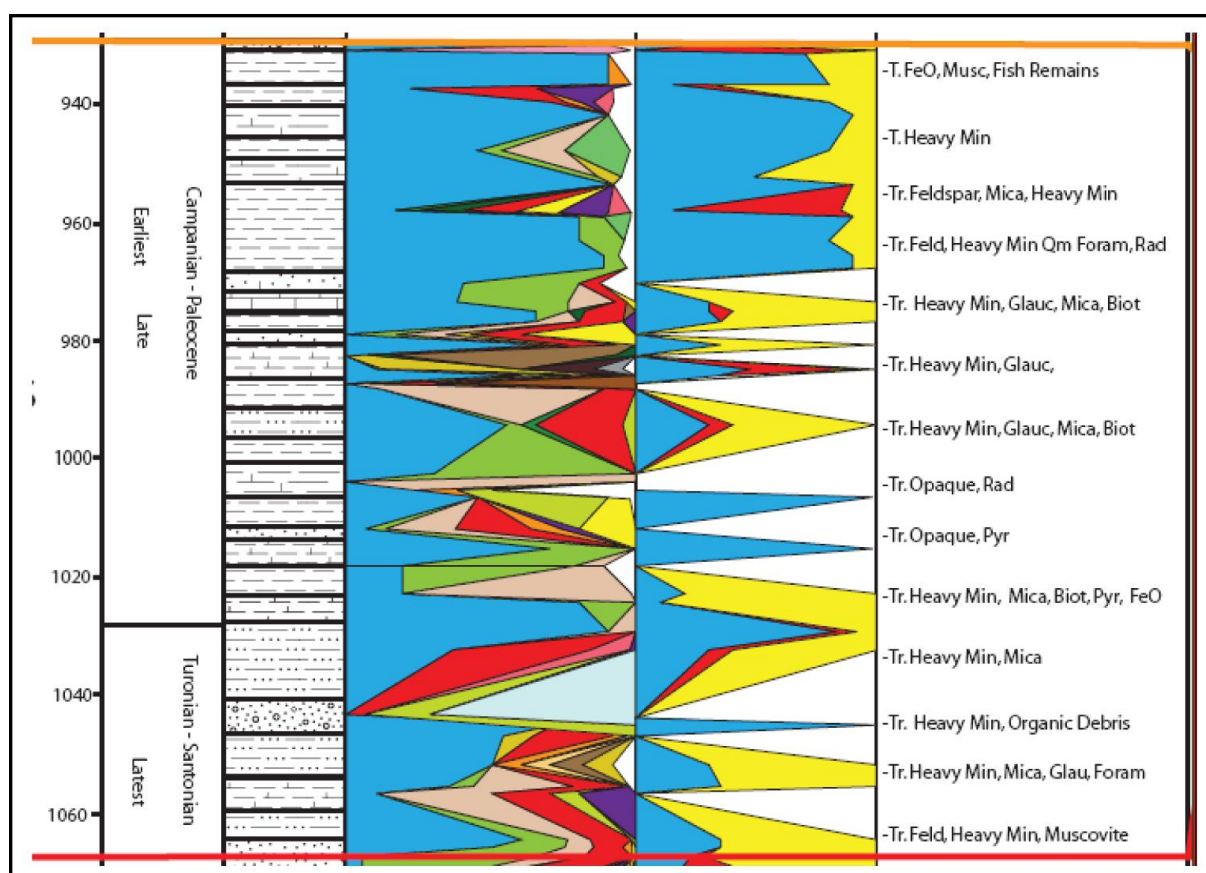 940
960
980
1000
1020
1040
1060
Earliest Late
Campanian - Paleocene
Latest
Turonian - Santonian
-T. FeO, Musc, Fish Remains
-T. Heavy Min
-Tr. Feldspar, Mica, Heavy Min
-Tr. Feld, Heavy Min Qm Foram, Rad
-Tr. Heavy Min, Glauc, Mica, Biot
-Tr. Heavy Min, Glauc,
-Tr. Heavy Min, Glauc, Mica, Biot
-Tr. Opaque, Rad
-Tr. Opaque, Pyr
-Tr. Heavy Min, Mica, Biot, Pyr, FeO
-Tr. Heavy Min, Mica
-Tr. Heavy Min, Organic Debris
-Tr. Heavy Min, Mica, Glau, Foram
-Tr. Feld, Heavy Min, Muscovite